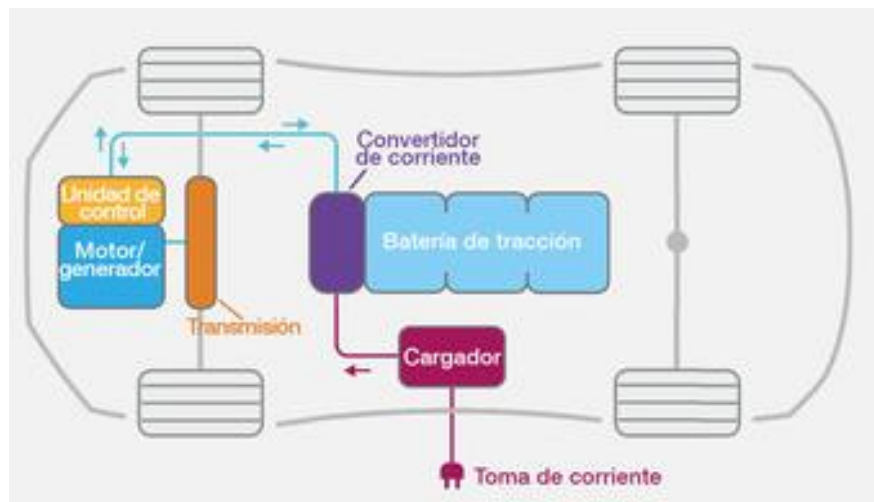 Convertidor
de corriente
Unidad de
control
Motor/
generador
Batería de tracción
Transmisión
Cargador
Toma de corriente